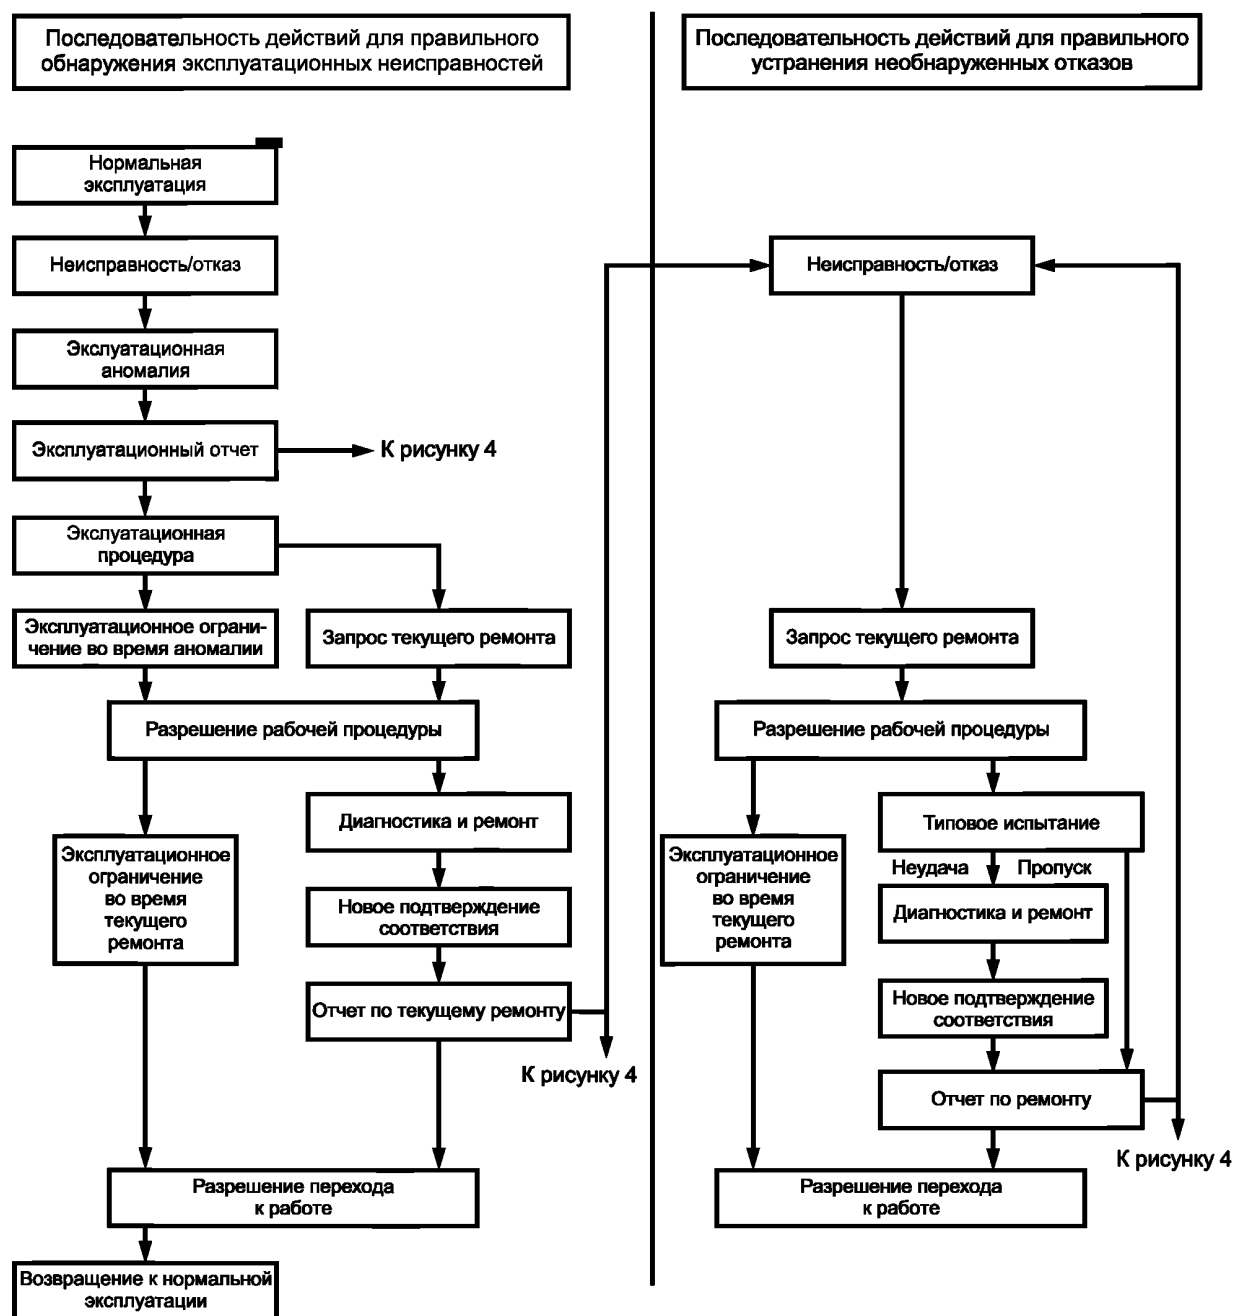 Последовательность действий для правильного
обнаружения эксплуатационных неисправностей
Нормальная
эксплуатация
Неисправность/отказ
Экслуатационная
аномалия
Эксплуатационный отчет
К рисунку 4
Экслуатационная
процедура
Эксплуатационное ограни-
чение во время аномалии
Запрос текущего ремонта
Разрешение рабочей процедуры
Диагностика и ремонт
Эксплуатационное
ограничение
во время
текущего
ремонта
Новое подтверждение
соответствия
Отчет по текущему ремонту
К рисунку 4
Разрешение перехода
к работе
Возвращение к нормальной
эксплуатации
Последовательность действий для правильного
устранения необнаруженных отказов
Неисправность/отказ
Запрос текущего ремонта
Разрешение рабочей процедуры
Типовое испытание
Неудача
Пропуск
Эксплуатационное
ограничение
во время
текущего
ремонта
Диагностика и ремонт
Новое подтверждение
соответствия
Отчет по ремонту
К рисунку 4
Разрешение перехода
к работе